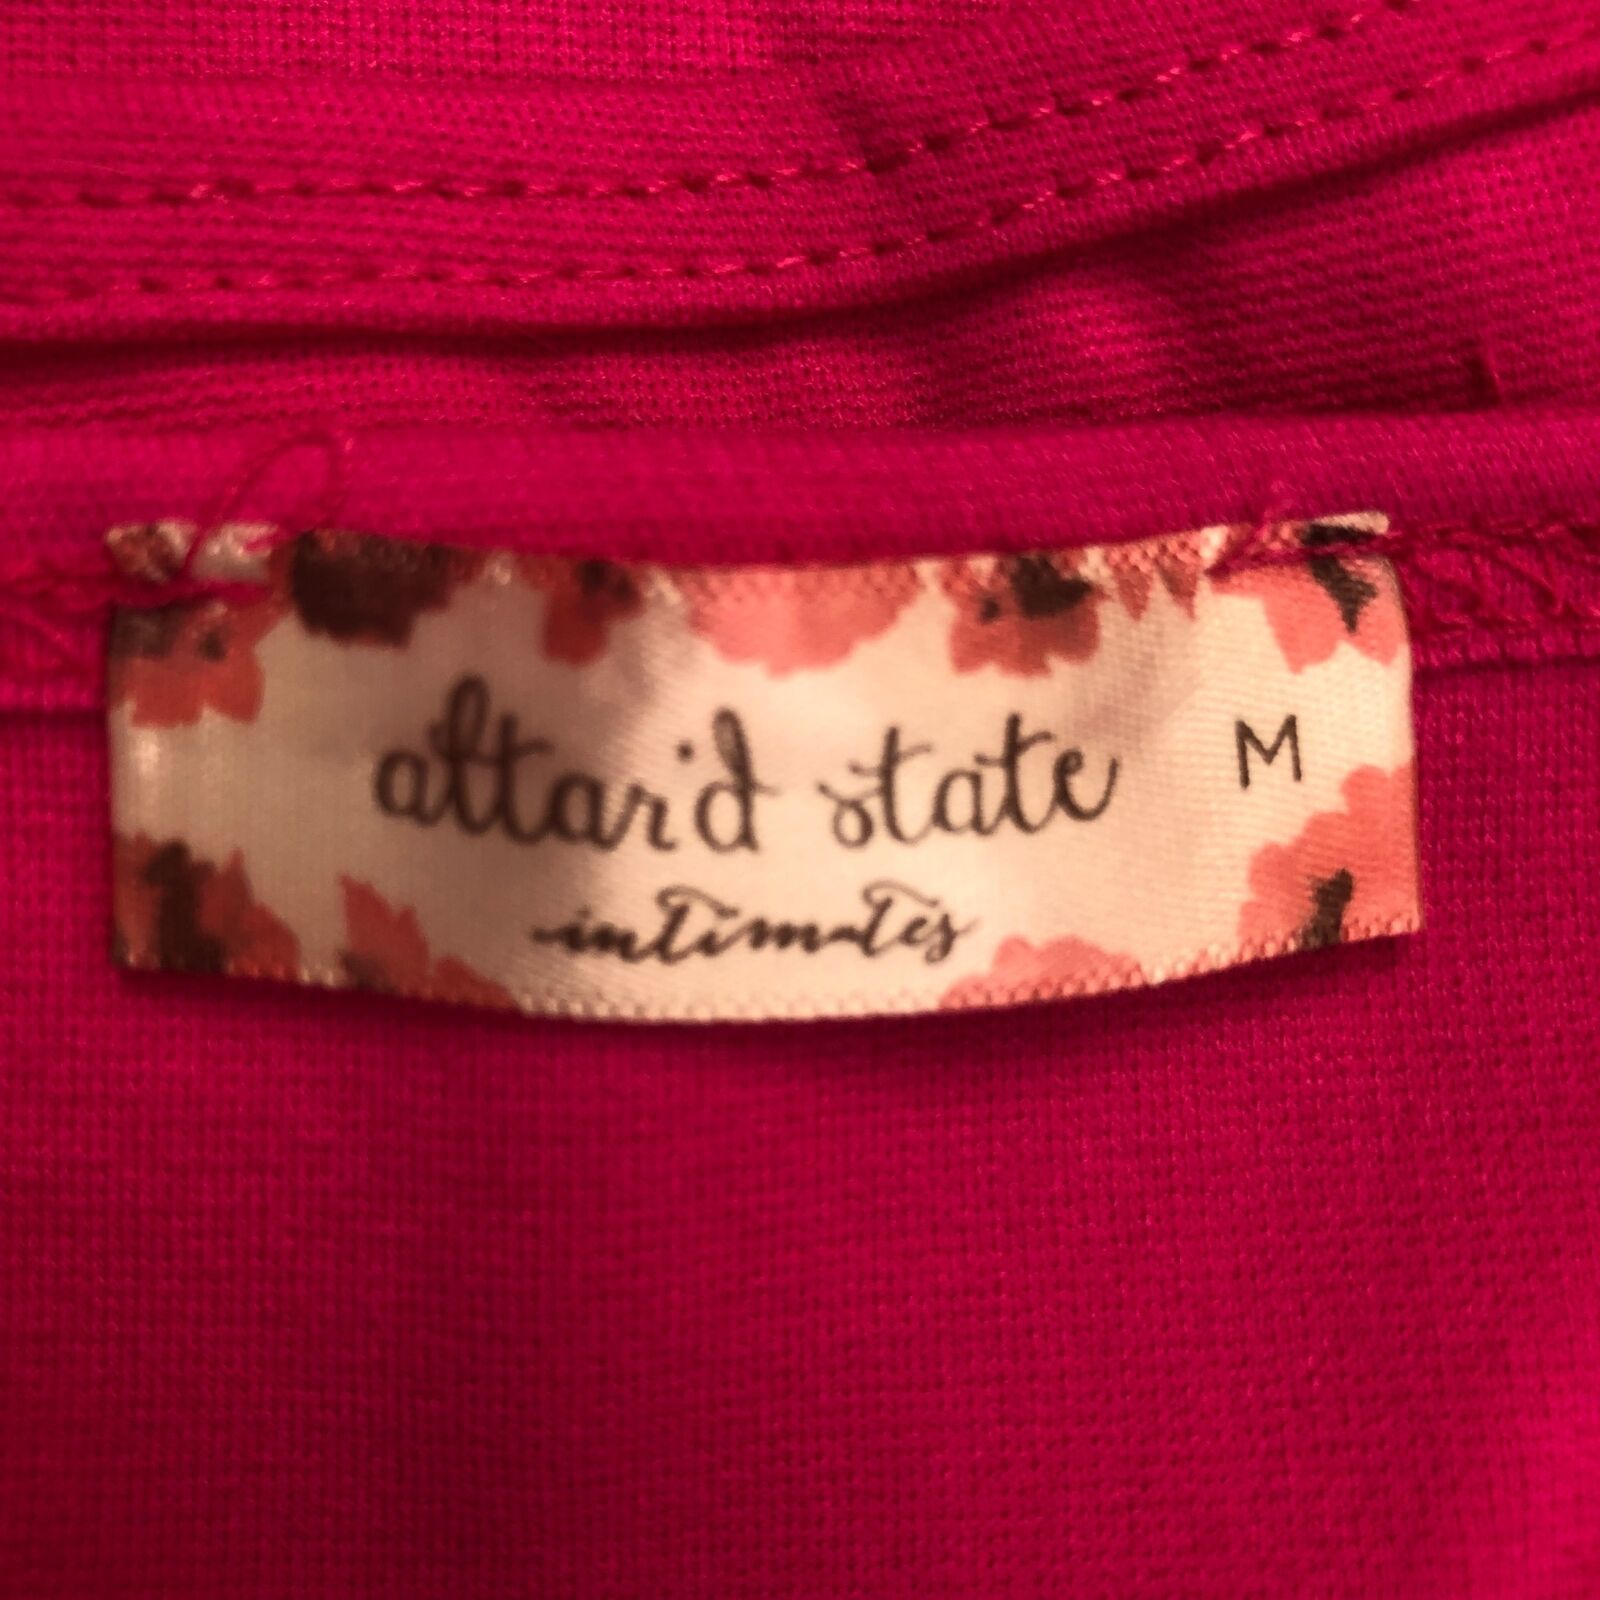 altar'd state M
intimates